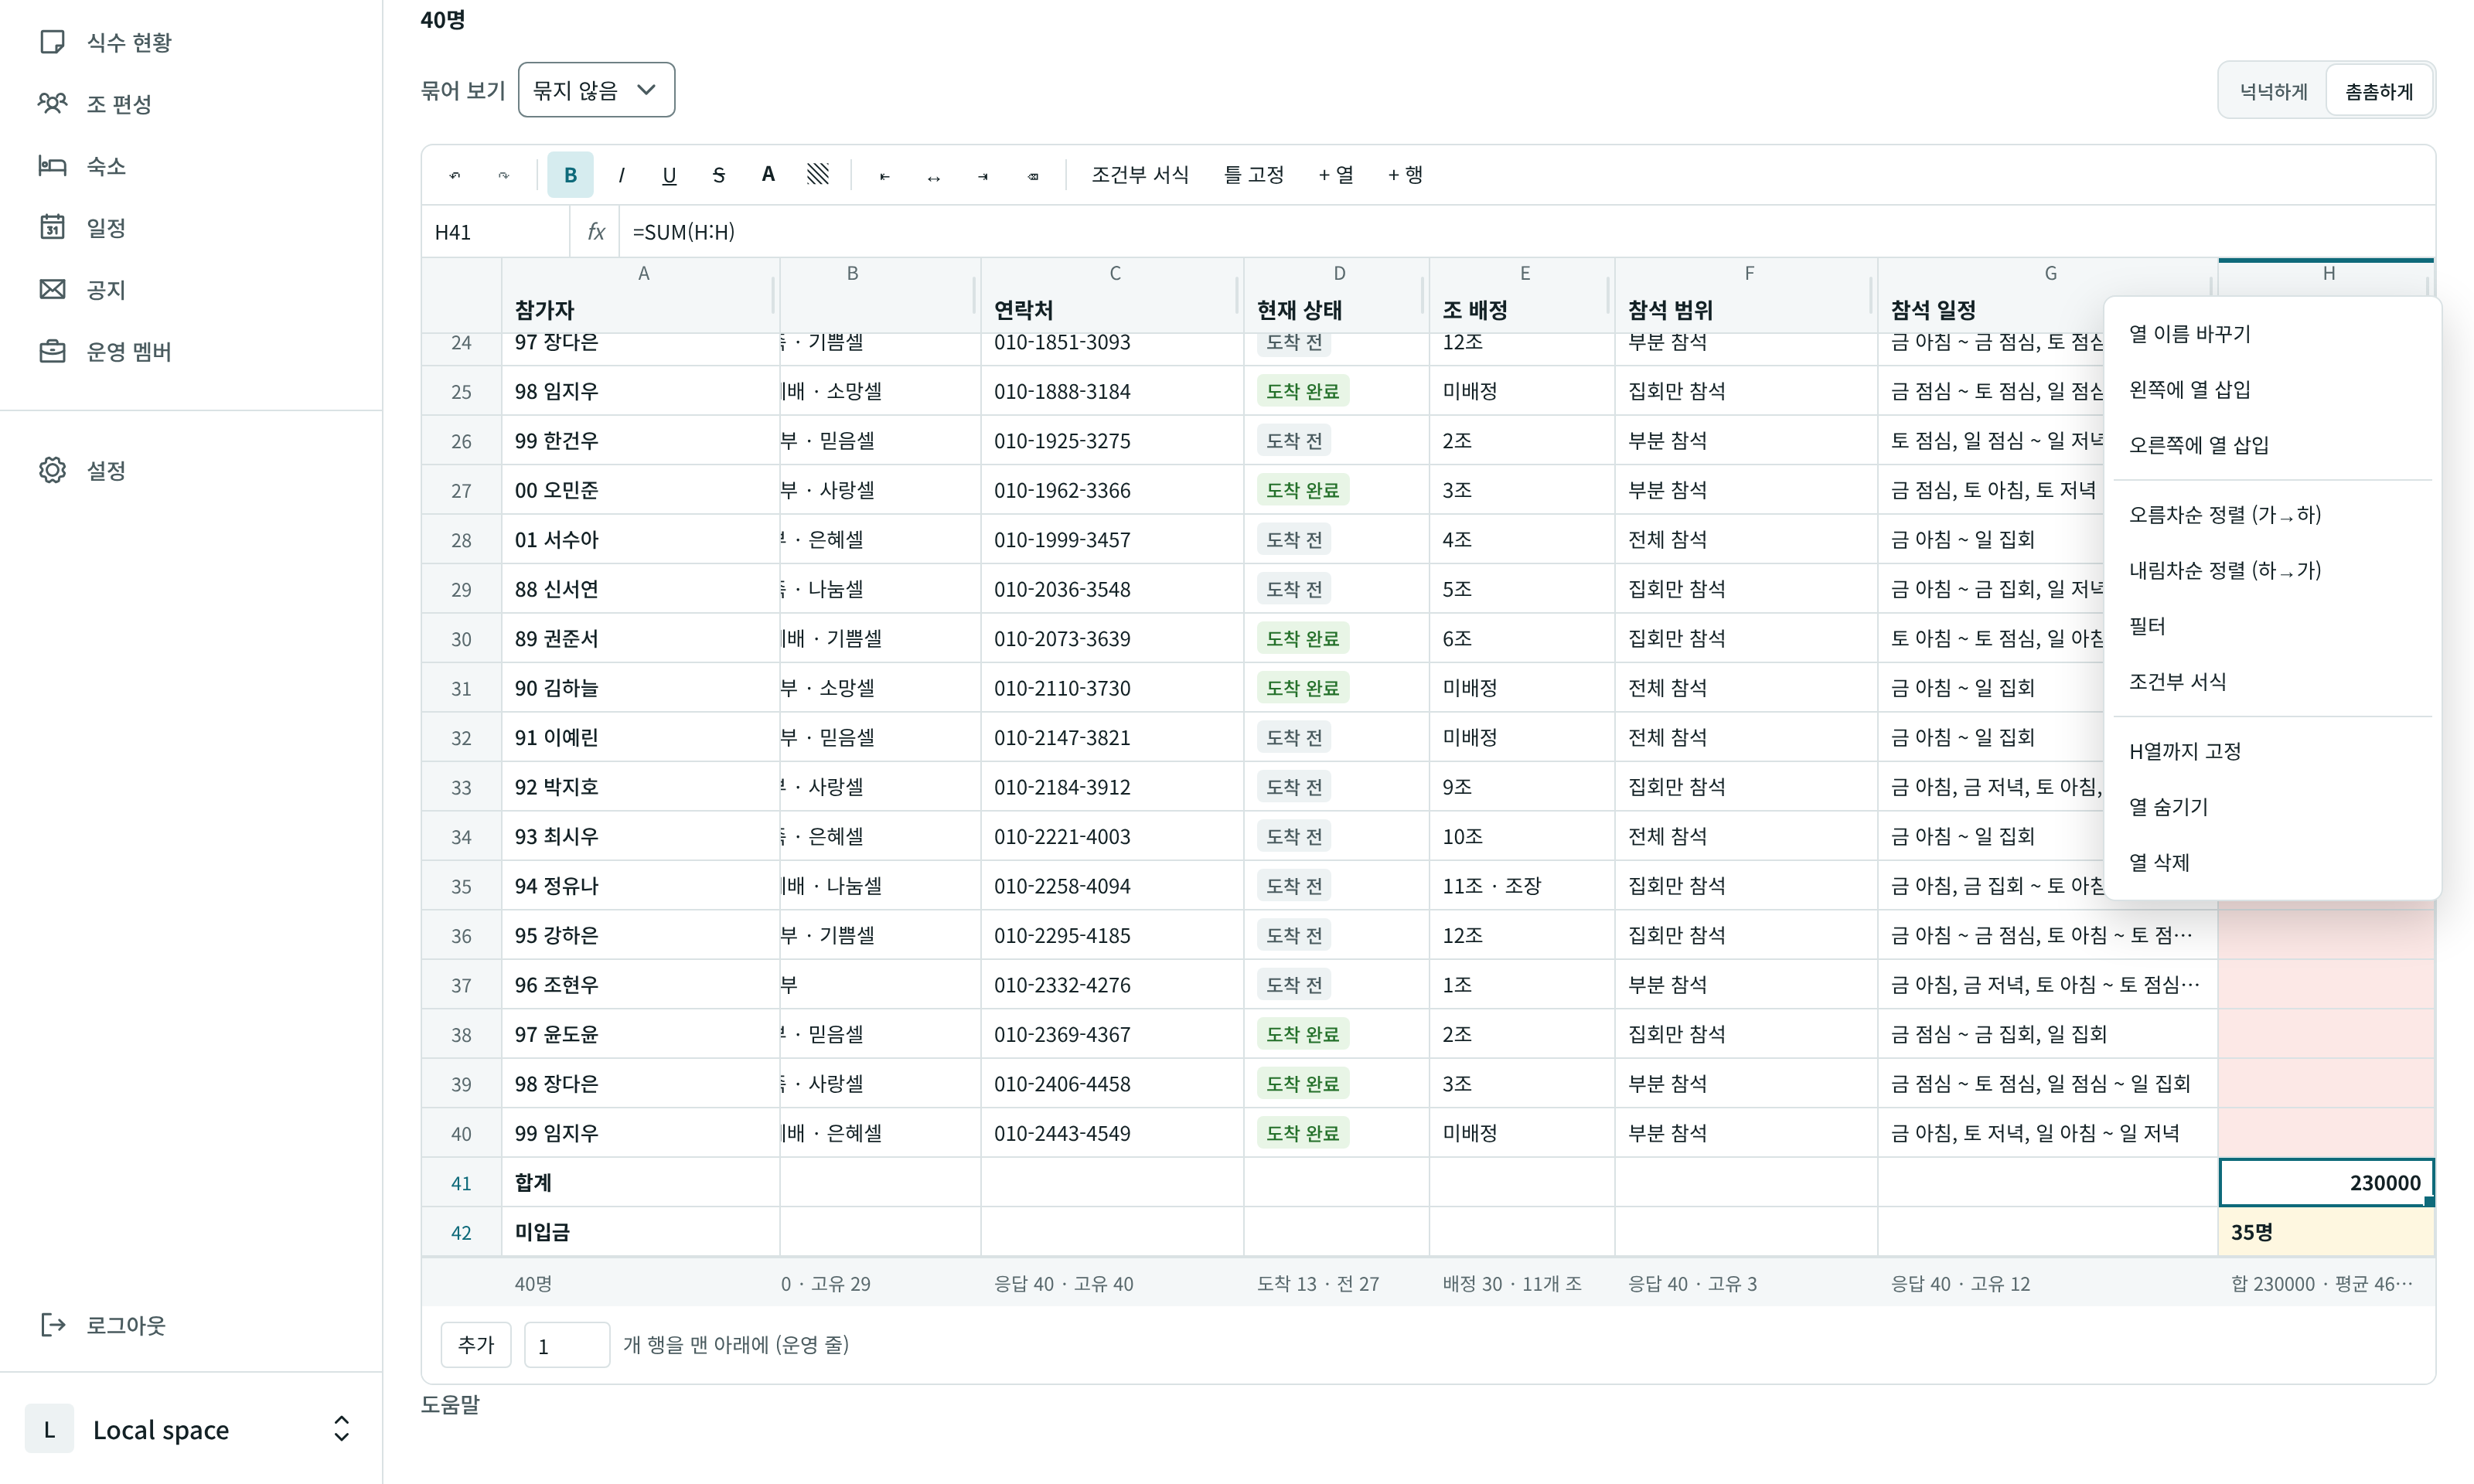 식수 현황
조 편성
숙소
일정
공지
운영 멤버
설정
로그아웃
L Local space
40명
묶어 보기 묶지 않음
넉넉하게 촘촘하게
B I U S A 조건부 서식 틀 고정 + 열 + 행
H41 fx =SUM(H:H)
A B C D E F G H
참가자 연락처 현재 상태 조 배정 참석 범위 참석 일정
24 97 장다은 · 기쁨셀 010-1851-3093 도착 전 12조 부분 참석 금 아침 ~ 금 점심, 토 점심
25 98 임지우 배 · 소망셀 010-1888-3184 도착 완료 미배정 집회만 참석 금 점심 ~ 토 점심, 일 점심
26 99 한건우 부 · 믿음셀 010-1925-3275 도착 전 2조 부분 참석 토 점심, 일 점심 ~ 일 저녁
27 00 오민준 부 · 사랑셀 010-1962-3366 도착 완료 3조 부분 참석 금 점심, 토 아침, 토 저녁
28 01 서수아 · 은혜셀 010-1999-3457 도착 전 4조 전체 참석 금 아침 ~ 일 집회
29 88 신서연 · 나눔셀 010-2036-3548 도착 전 5조 집회만 참석 금 아침 ~ 금 집회, 일 저녁
30 89 권준서 배 · 기쁨셀 010-2073-3639 도착 완료 6조 집회만 참석 토 아침 ~ 토 점심, 일 아침
31 90 김하늘 부 · 소망셀 010-2110-3730 도착 완료 미배정 전체 참석 금 아침 ~ 일 집회
32 91 이예린 부 · 믿음셀 010-2147-3821 도착 전 미배정 전체 참석 금 아침 ~ 일 집회
33 92 박지호 · 사랑셀 010-2184-3912 도착 전 9조 집회만 참석 금 아침, 금 저녁, 토 아침,
34 93 최시우 · 은혜셀 010-2221-4003 도착 전 10조 전체 참석 금 아침 ~ 일 집회
35 94 정유나 배 · 나눔셀 010-2258-4094 도착 전 11조 · 조장 집회만 참석 금 아침, 금 집회 ~ 토 아침
36 95 강하은 부 · 기쁨셀 010-2295-4185 도착 전 12조 집회만 참석 금 아침 ~ 금 점심, 토 아침 ~ 토 점…
37 96 조현우 부 010-2332-4276 도착 전 1조 부분 참석 금 아침, 금 저녁, 토 아침 ~ 토 점심…
38 97 윤도윤 · 믿음셀 010-2369-4367 도착 완료 2조 집회만 참석 금 점심 ~ 금 집회, 일 집회
39 98 장다은 · 사랑셀 010-2406-4458 도착 완료 3조 부분 참석 금 점심 ~ 토 점심, 일 점심 ~ 일 집회
40 99 임지우 배 · 은혜셀 010-2443-4549 도착 완료 미배정 부분 참석 금 아침, 토 저녁, 일 아침 ~ 일 저녁
41 합계 230000
42 미입금 35명
40명 0 · 고유 29 응답 40 · 고유 40 도착 13 · 전 27 배정 30 · 11개 조 응답 40 · 고유 3 응답 40 · 고유 12 합 230000 · 평균 46…
추가 1 개 행을 맨 아래에 (운영 줄)
도움말
열 이름 바꾸기
왼쪽에 열 삽입
오른쪽에 열 삽입
오름차순 정렬 (가→하)
내림차순 정렬 (하→가)
필터
조건부 서식
H열까지 고정
열 숨기기
열 삭제